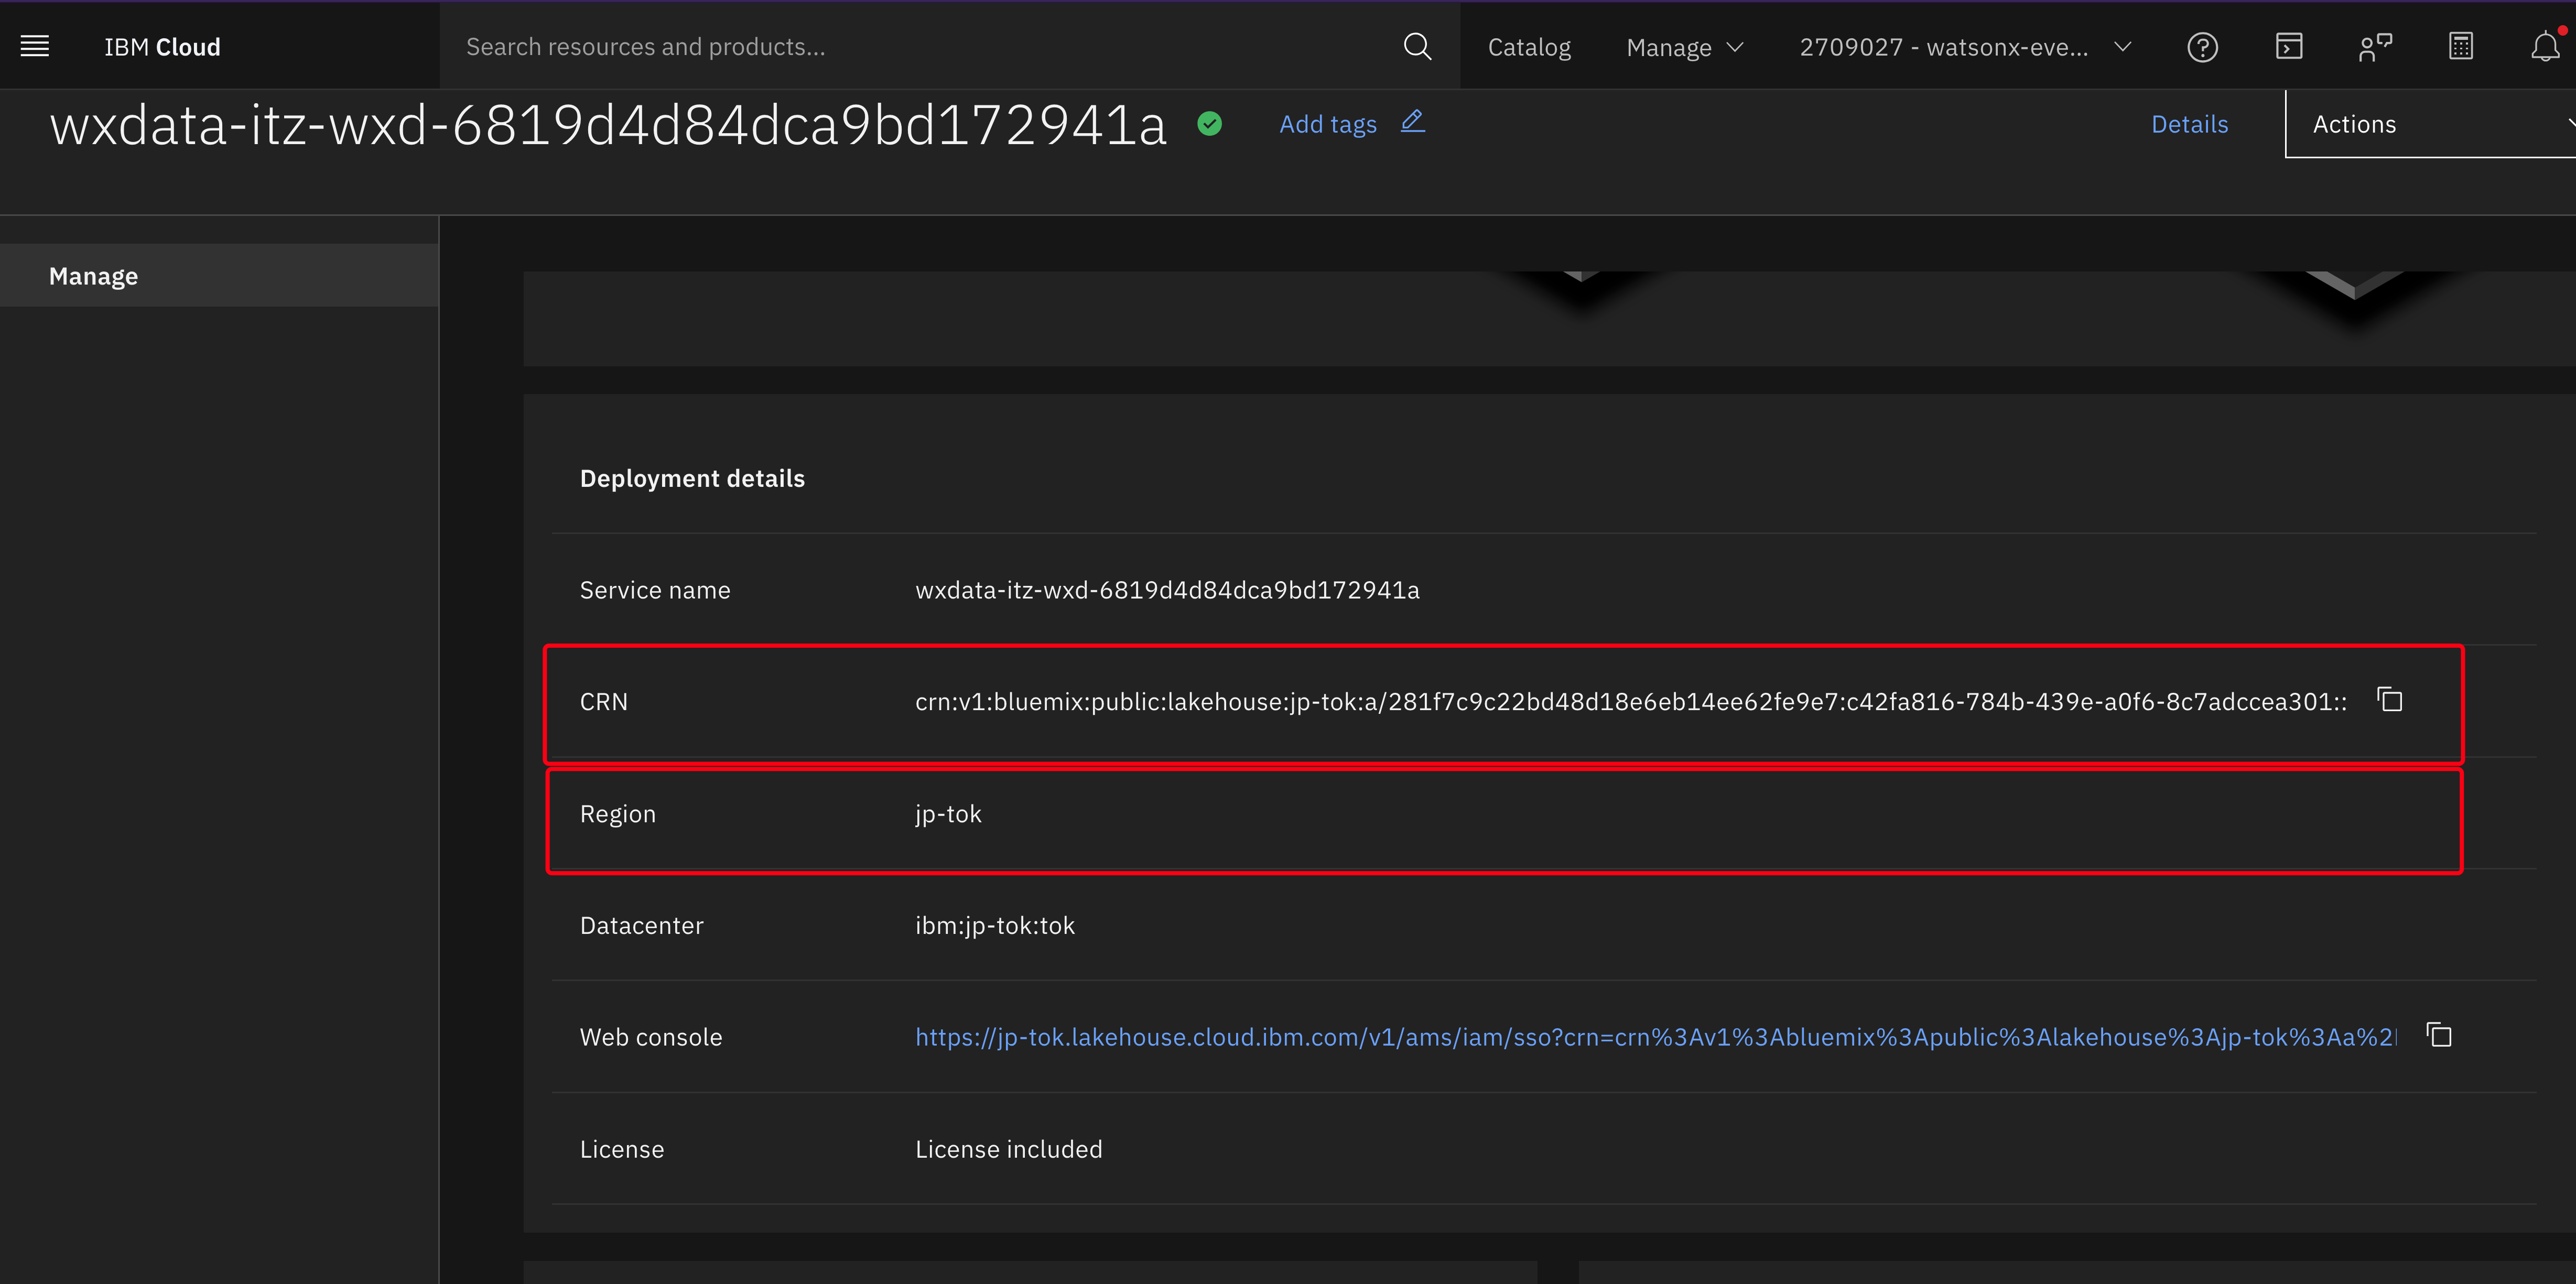 IBM Cloud
Search resources and products...
Catalog
Manage
2709027 - watsonx-eve...
wxdata-itz-wxd-6819d4d84dca9bd172941a
Add tags
Details
Actions
Manage
Deployment details
Service name wxdata-itz-wxd-6819d4d84dca9bd172941a
CRN crn:v1:bluemix:public:lakehouse:jp-tok:a/281f7c9c22bd48d18e6eb14ee62fe9e7:c42fa816-784b-439e-a0f6-8c7adccea301::
Region jp-tok
Datacenter ibm:jp-tok:tok
Web console https://jp-tok.lakehouse.cloud.ibm.com/v1/ams/iam/sso?crn=crn%3Av1%3Abluemix%3Apublic%3Alakehouse%3Ajp-tok%3Aa%2
License License included